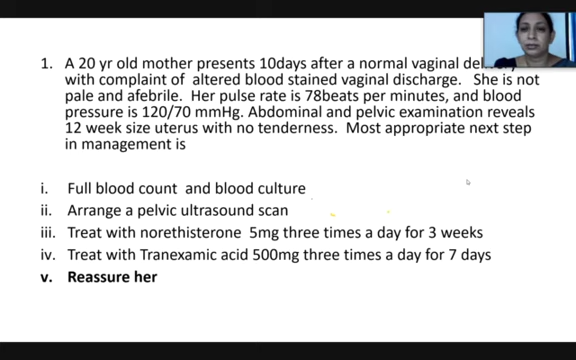 1. A 20 yr old mother presents 10days after a normal vaginal
with complaint of altered blood stained vaginal discharge. She is not
pale and afebrile. Her pulse rate is 78beats per minutes, and blood
pressure is 120/70 mmHg. Abdominal and pelvic examination reveals
12 week size uterus with no tenderness. Most appropriate next step
in management is
i. Full blood count and blood culture
ii. Arrange a pelvic ultrasound scan
iii. Treat with norethisterone 5mg three times a day for 3 weeks
iv. Treat with Tranexamic acid 500mg three times a day for 7 days
v. Reassure her